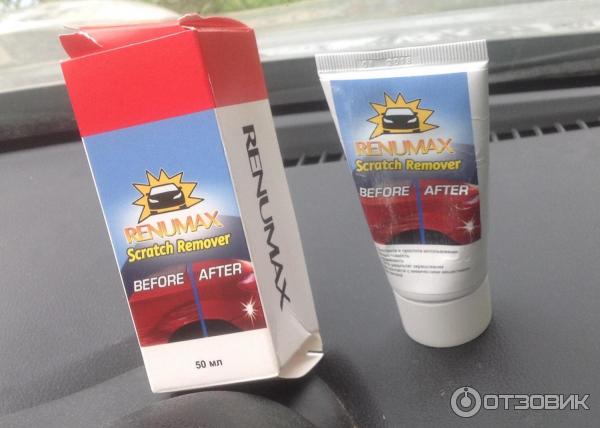 RENUMAX
Scratch Remover
BEFORE AFTER
50 мл
RENUMAX
RENUMAX
Scratch Remover
BEFORE AFTER
ОТЗОВИК